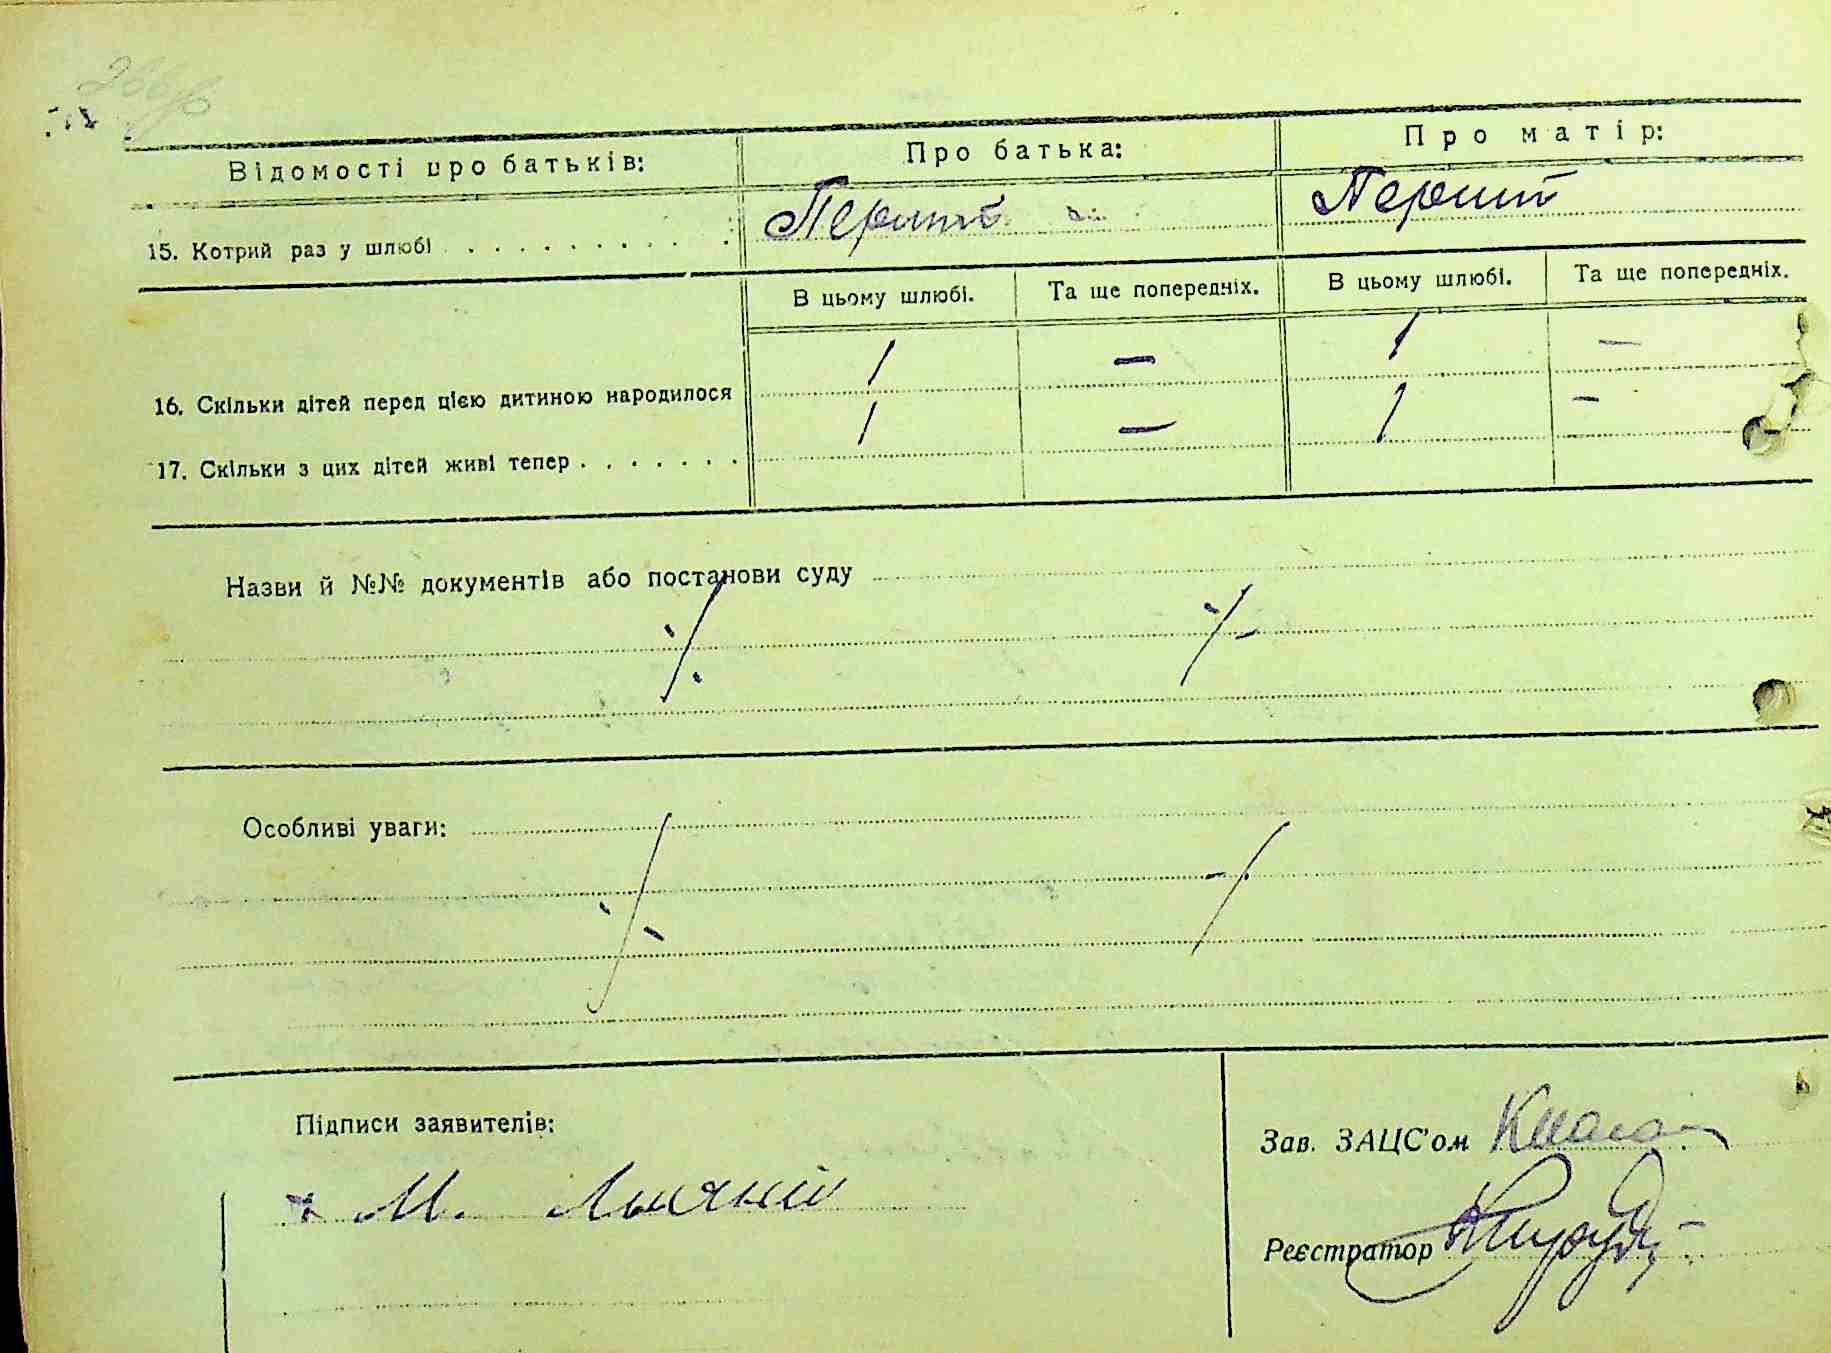 Відомості про батьків:
Про батька:
Про матір:
15. Котрий раз у шлюбі
Перший
Перший
В цьому шлюбі.
Та ще попередніх.
В цьому шлюбі.
Та ще попередніх.
16. Скільки дітей перед цією дитиною народилося
1
—
1
—
17. Скільки з цих дітей живі тепер
1
—
1
—
Назви й №№ документів або постанови суду
Особливі уваги:
Підписи заявителів:
М.
Зав. ЗАЦС'ом
Реєстратор